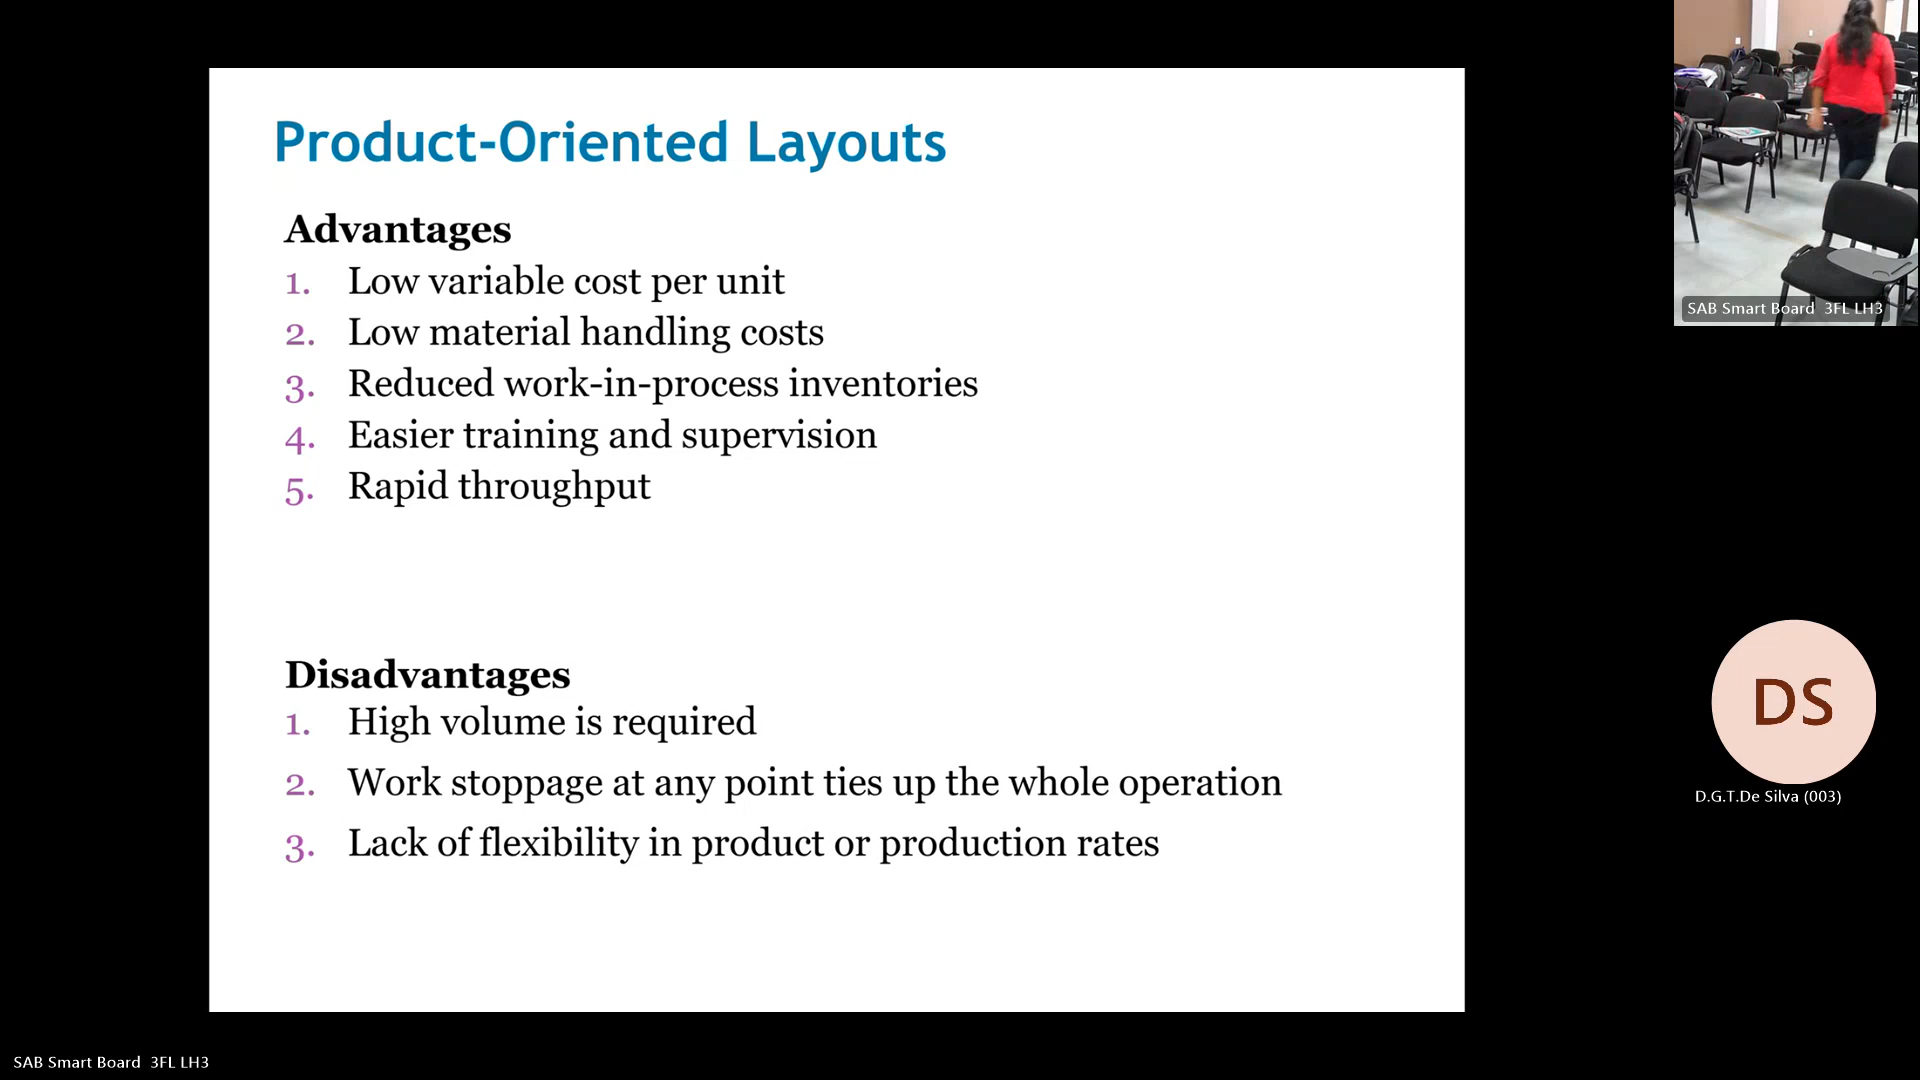 Product-Oriented Layouts
Advantages
1. Low variable cost per unit
2. Low material handling costs
3. Reduced work-in-process inventories
4. Easier training and supervision
5. Rapid throughput
Disadvantages
1. High volume is required
2. Work stoppage at any point ties up the whole operation
3. Lack of flexibility in product or production rates
SAB Smart Board 3FL LH3
DS
D.G.T.De Silva (003)
SAB Smart Board 3FL LH3